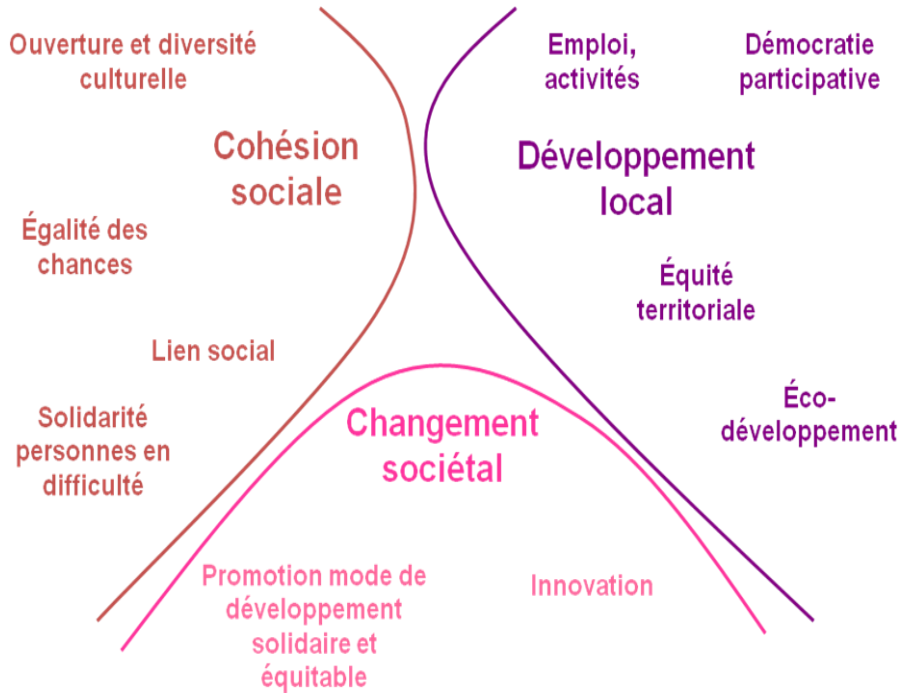 Ouverture et diversité
culturelle
Cohésion
sociale
Égalité des
chances
Lien social
Solidarité
personnes en
difficulté
Emploi,
activités
Démocratie
participative
Développement
local
Équité
territoriale
Éco-
développement
Changement
sociétal
Promotion mode de
développement
solidaire et
équitable
Innovation